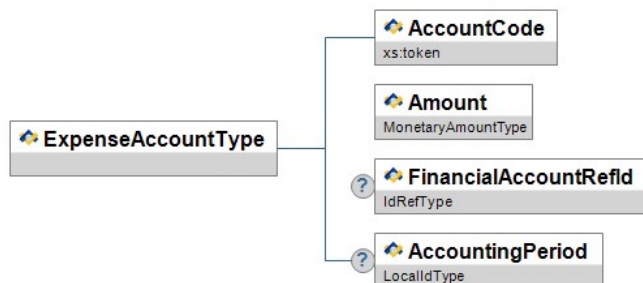 AccountCode
xs:token
Amount
MonetaryAmountType
ExpenseAccountType
? FinancialAccountRefId
IdRefType
? AccountingPeriod
LocalIdType